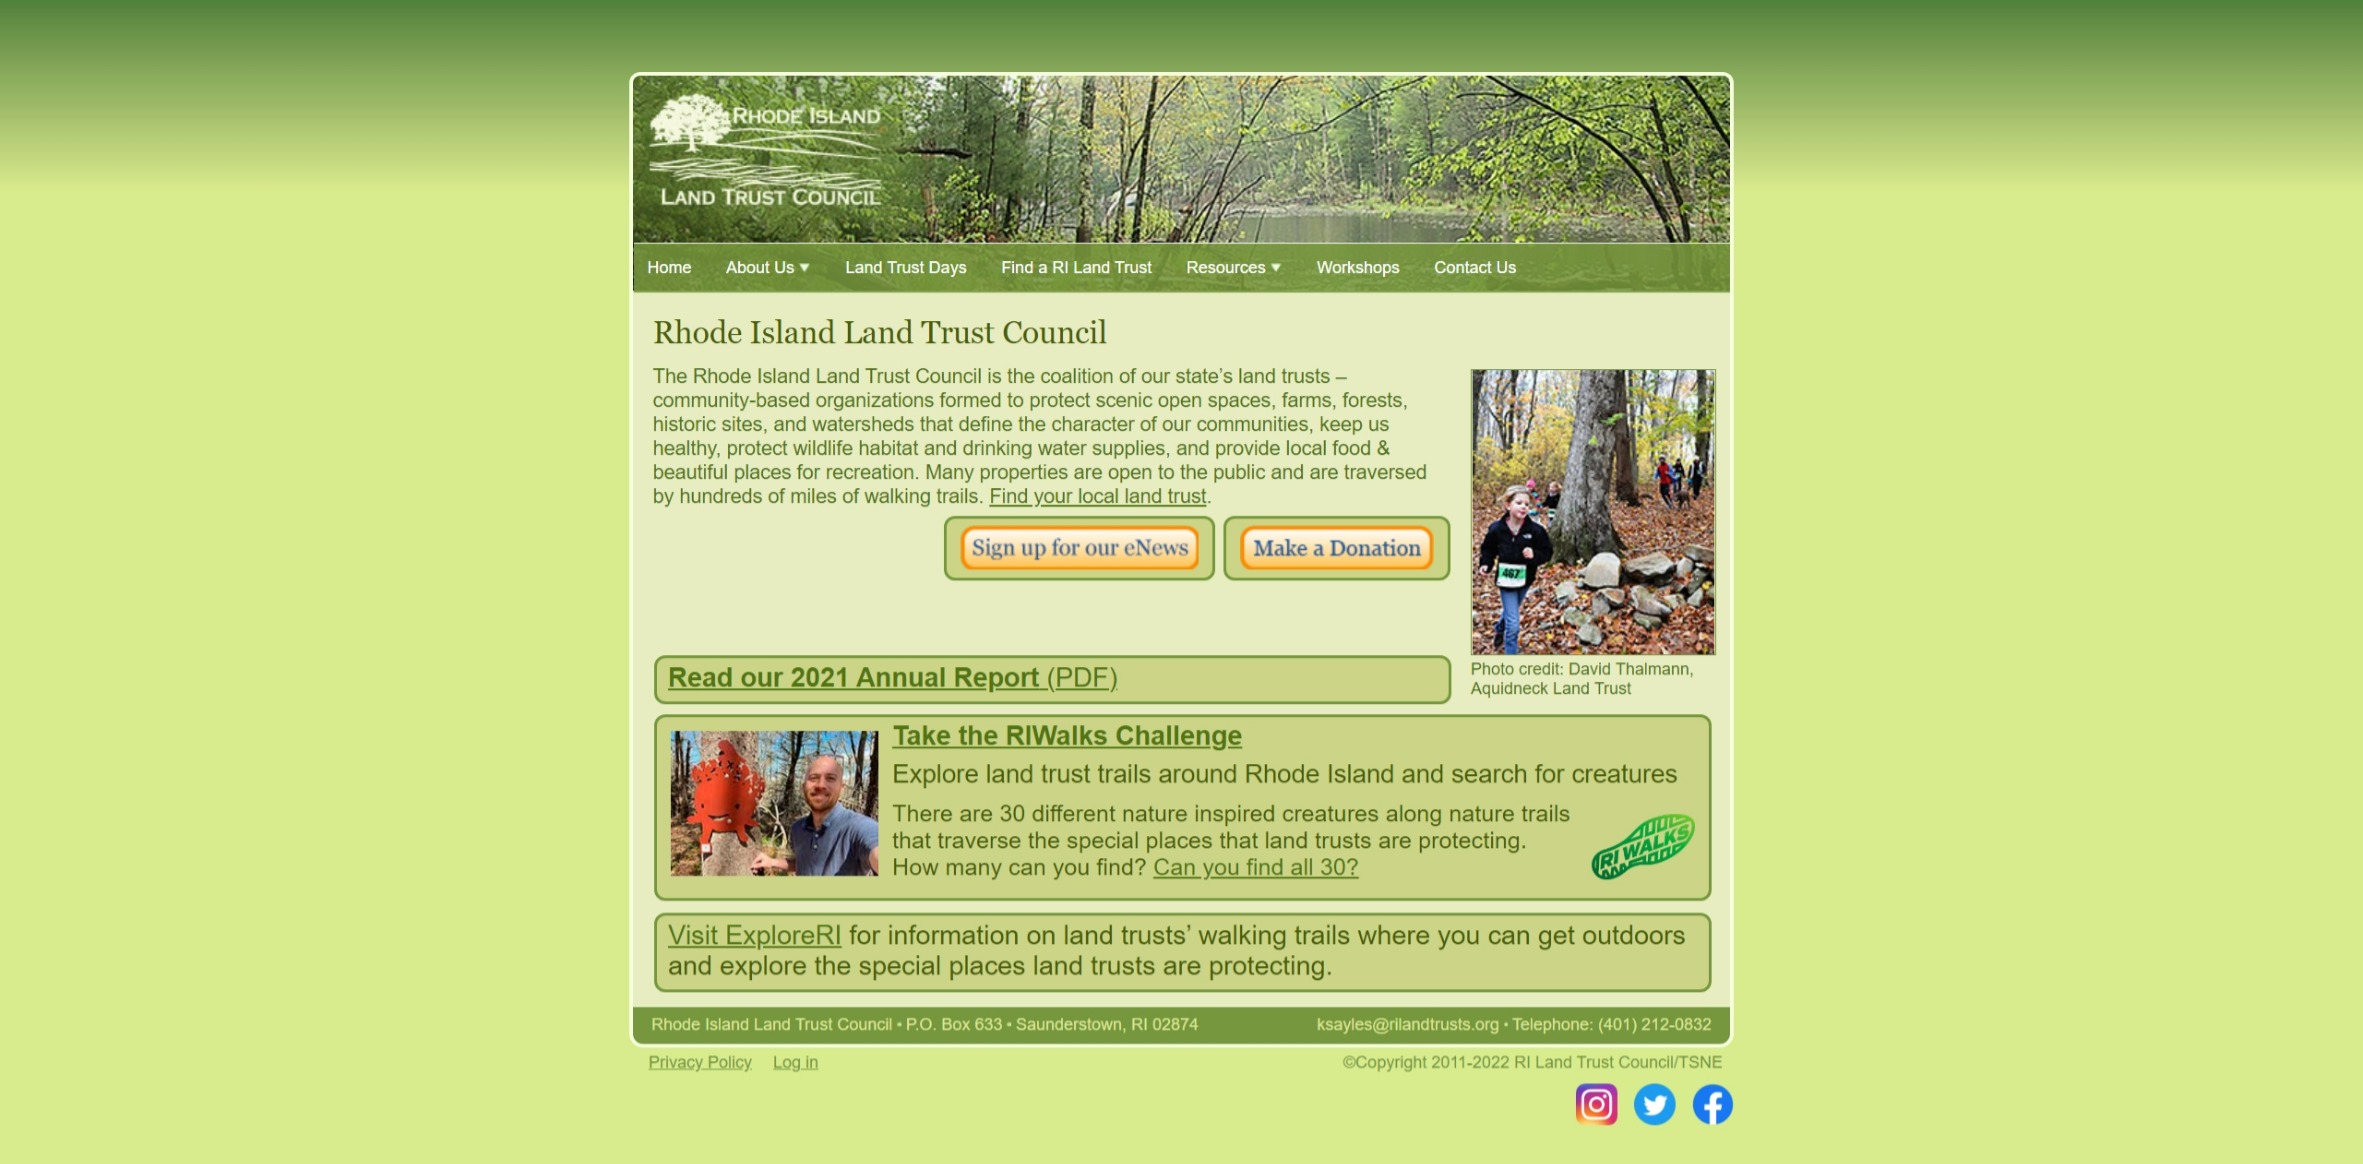 RHODE ISLAND
LAND TRUST COUNCIL
Home About Us ▼ Land Trust Days Find a RI Land Trust Resources ▼ Workshops Contact Us
Rhode Island Land Trust Council
The Rhode Island Land Trust Council is the coalition of our state’s land trusts –
community-based organizations formed to protect scenic open spaces, farms, forests,
historic sites, and watersheds that define the character of our communities, keep us
healthy, protect wildlife habitat and drinking water supplies, and provide local food &
beautiful places for recreation. Many properties are open to the public and are traversed
by hundreds of miles of walking trails. Find your local land trust.
Sign up for our eNews Make a Donation
467
Photo credit: David Thalmann,
Aquidneck Land Trust
Read our 2021 Annual Report (PDF)
Take the RIWalks Challenge
Explore land trust trails around Rhode Island and search for creatures
There are 30 different nature inspired creatures along nature trails
that traverse the special places that land trusts are protecting.
How many can you find? Can you find all 30?
RI WALKS
Visit ExploreRI for information on land trusts’ walking trails where you can get outdoors
and explore the special places land trusts are protecting.
Rhode Island Land Trust Council • P.O. Box 633 • Saunderstown, RI 02874 ksayles@rilandtrusts.org • Telephone: (401) 212-0832
Privacy Policy Log in ©Copyright 2011-2022 RI Land Trust Council/TSNE